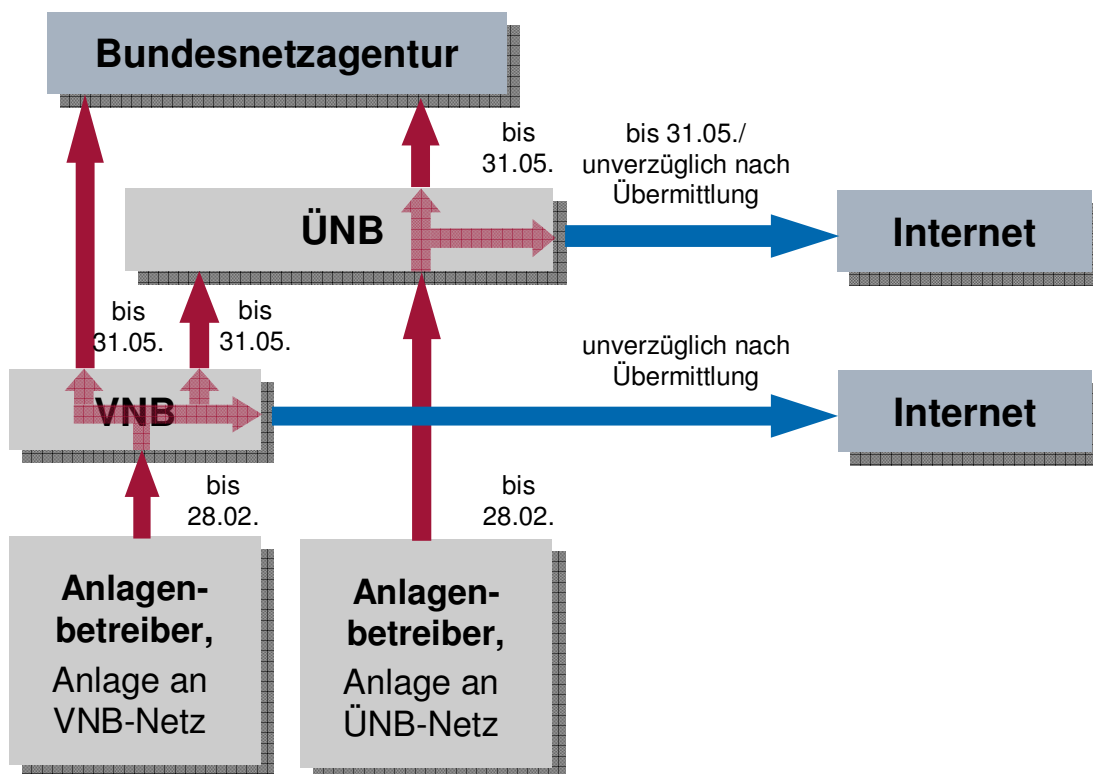 Bundesnetzagentur
bis
31.05.
bis 31.05./
unverzüglich nach
Übermittlung
ÜNB
Internet
bis
31.05.
bis
31.05.
unverzüglich nach
Übermittlung
VNB
Internet
bis
28.02.
bis
28.02.
Anlagen-
betreiber,
Anlage an
VNB-Netz
Anlagen-
betreiber,
Anlage an
ÜNB-Netz